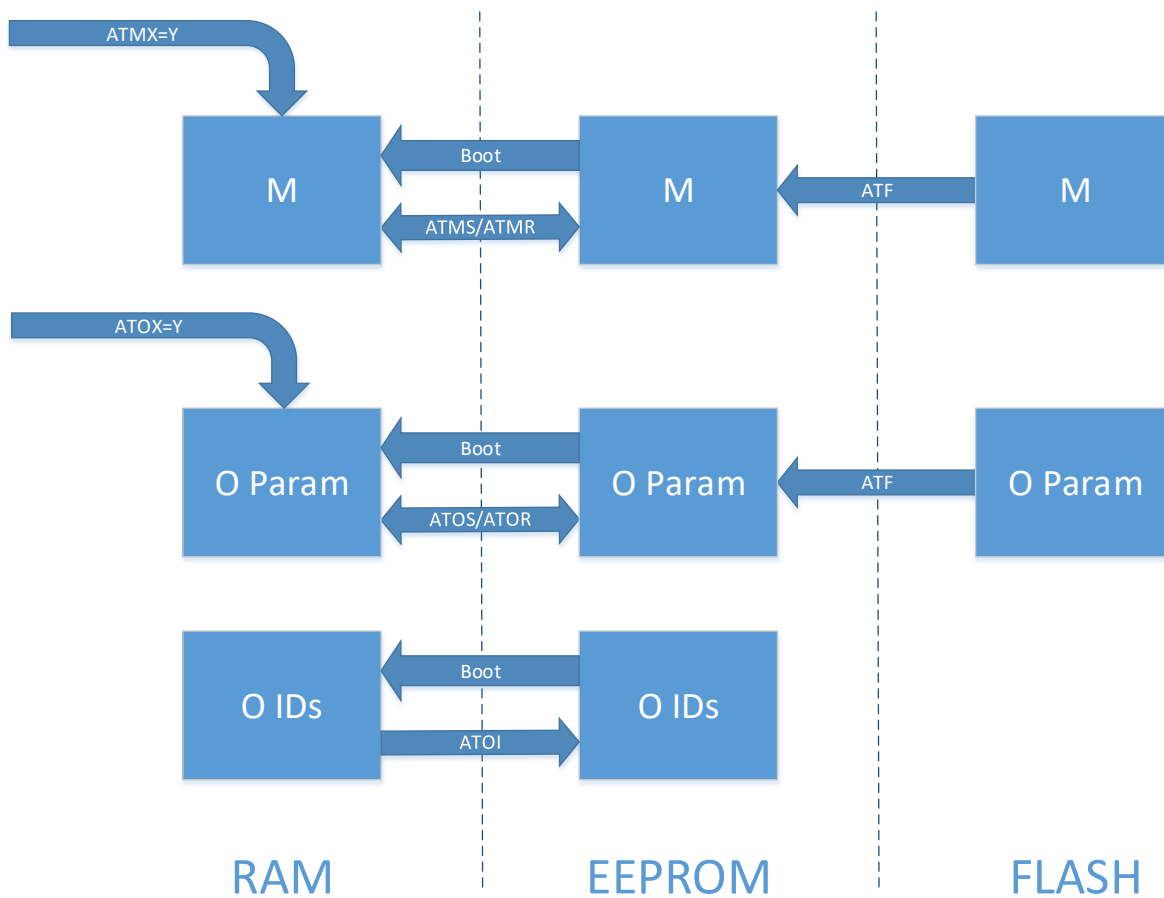 ATMX=Y
M
Boot
ATMS/ATMR
M
ATF
M
ATOX=Y
O Param
Boot
ATOS/ATOR
O Param
ATF
O Param
O IDs
Boot
ATOI
O IDs
RAM
EEPROM
FLASH